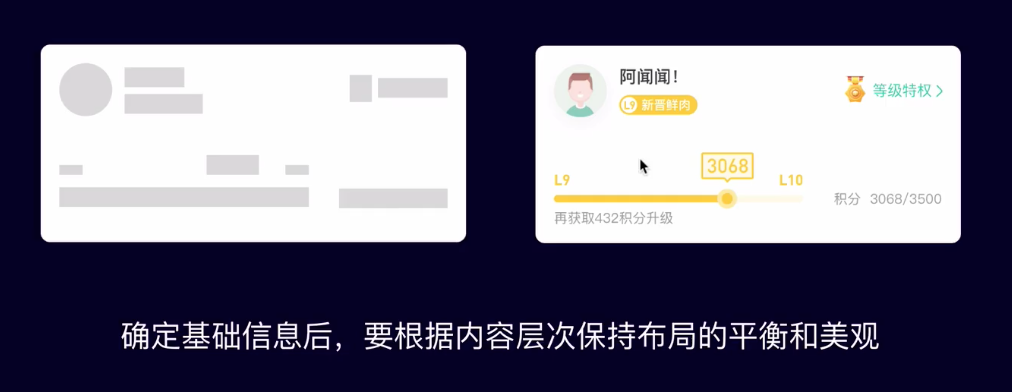 阿闻闻!
L9 新晋鲜肉
等级特权
3068
L9
L10
积分 3068/3500
再获取432积分升级
确定基础信息后，要根据内容层次保持布局的平衡和美观